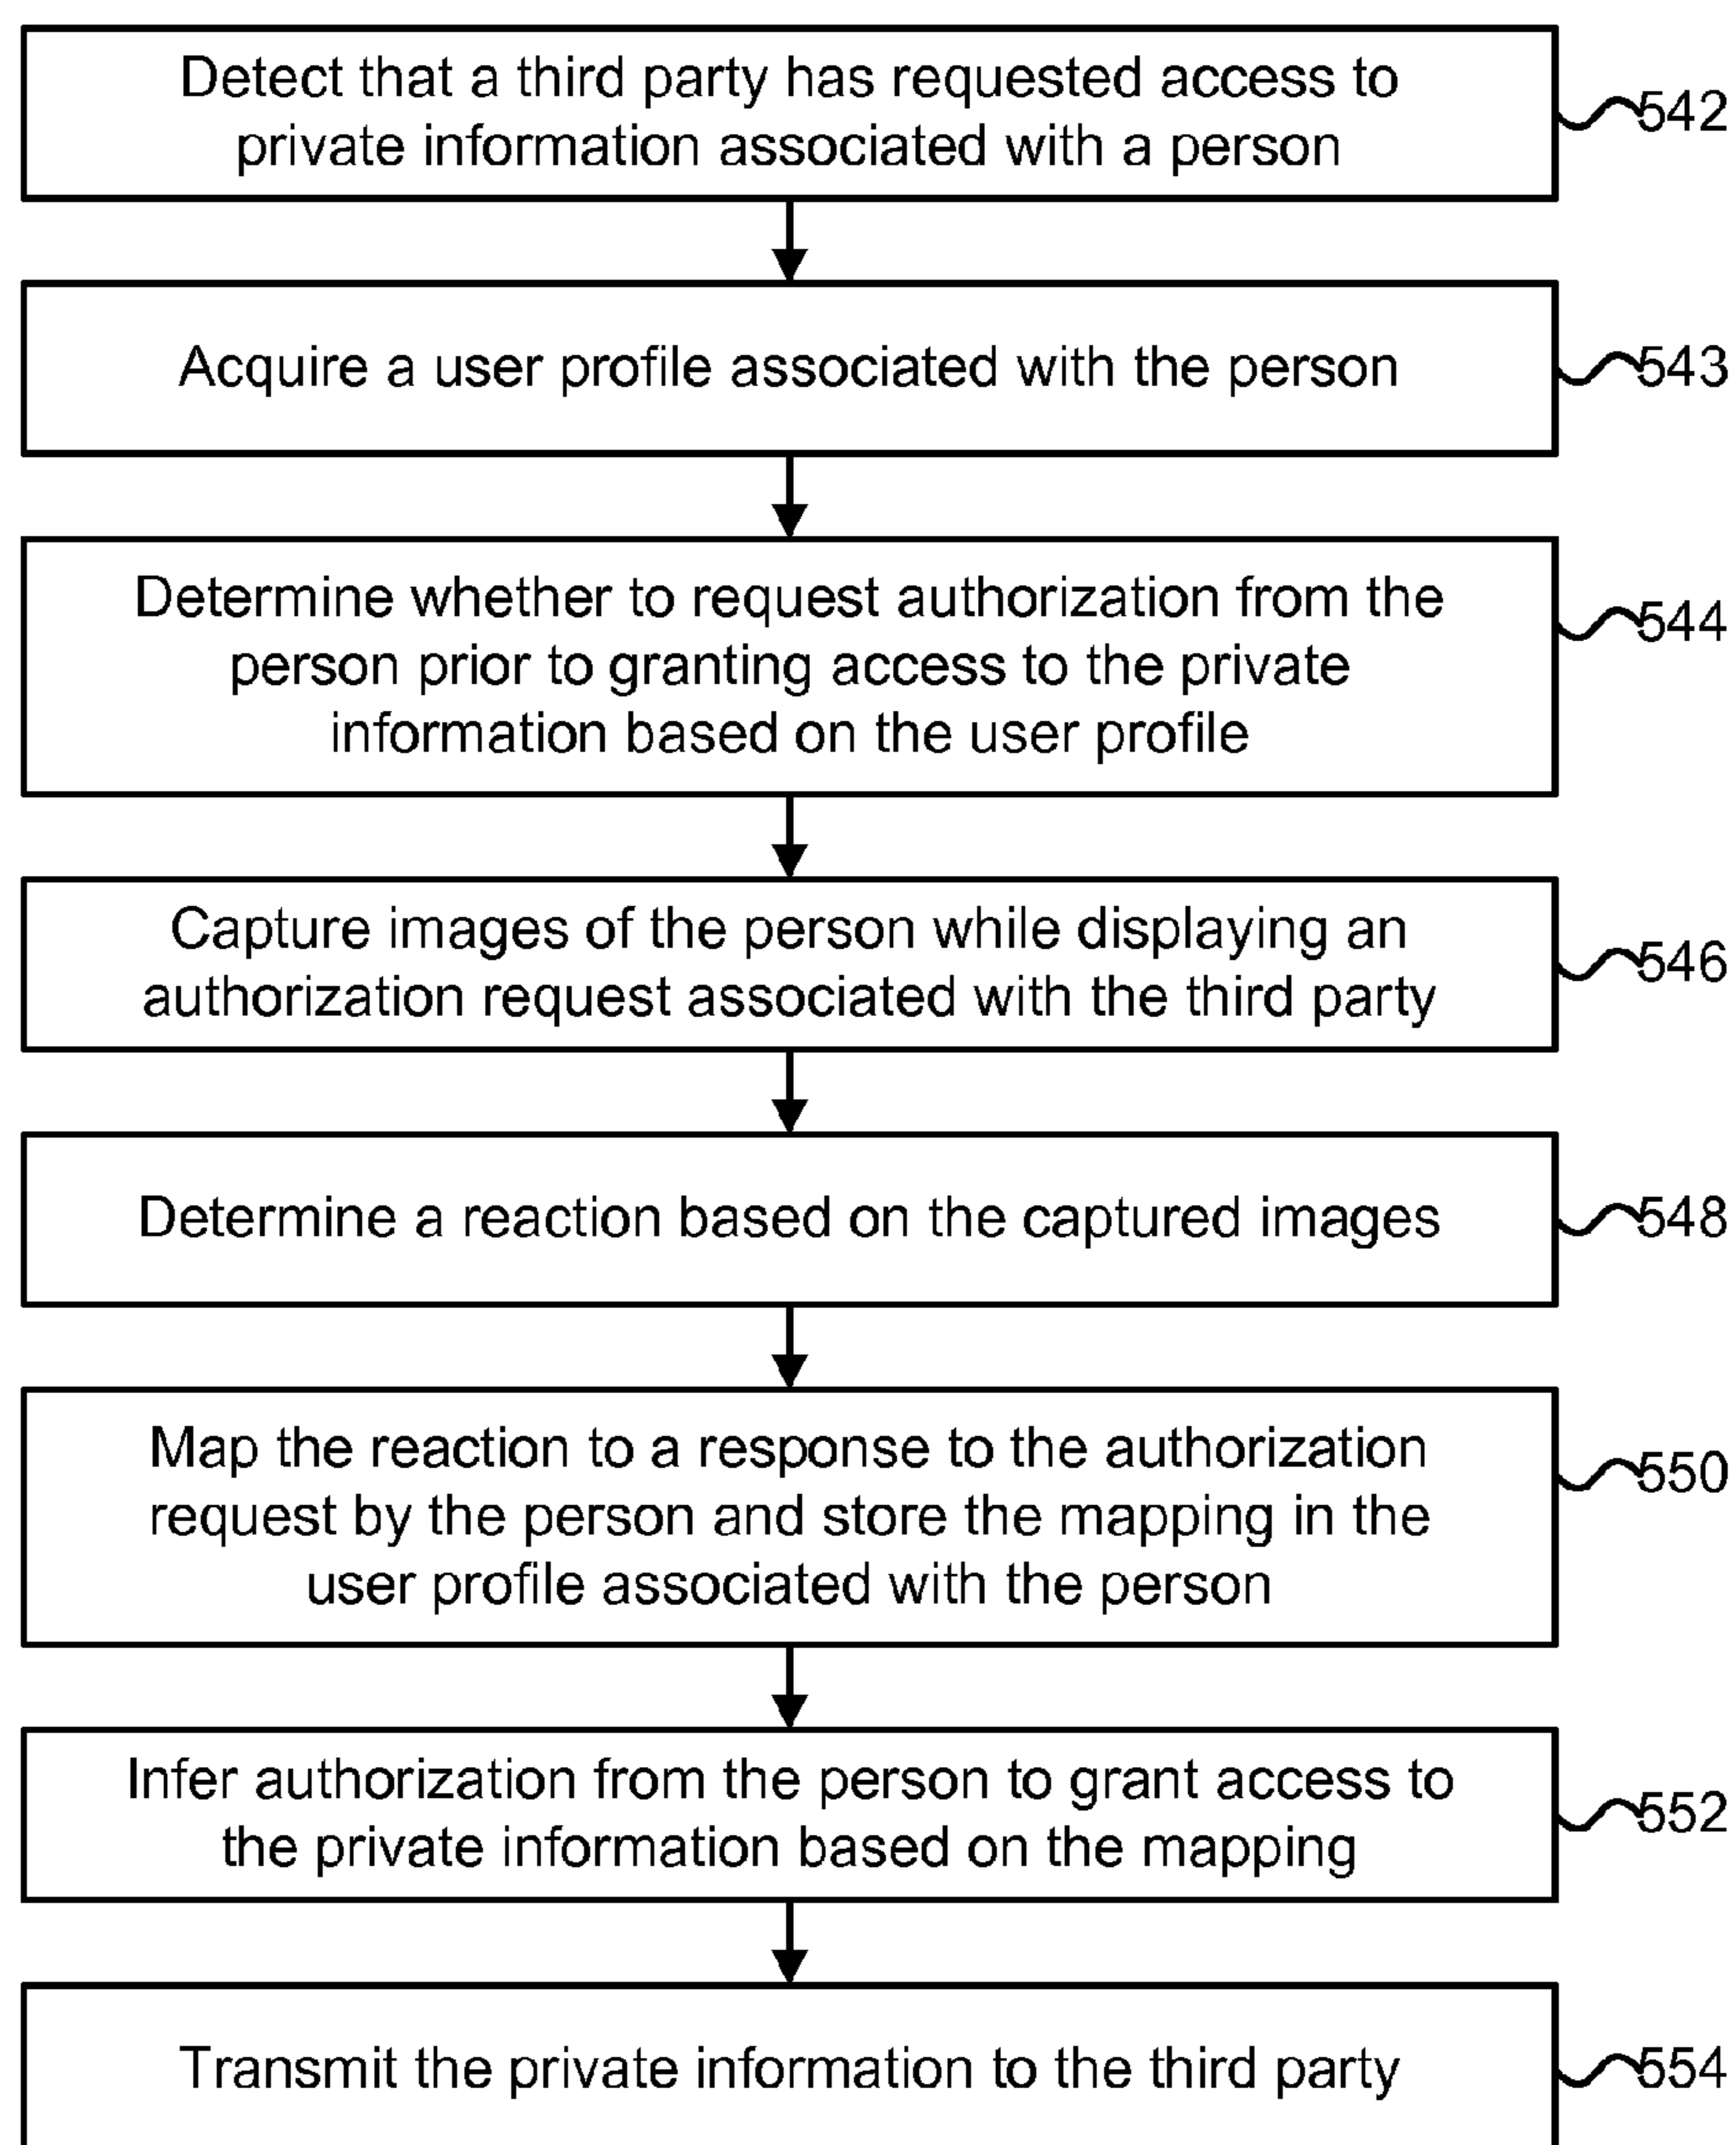 Detect that a third party has requested access to
private information associated with a person
542
Acquire a user profile associated with the person
543
Determine whether to request authorization from the
person prior to granting access to the private
information based on the user profile
544
Capture images of the person while displaying an
authorization request associated with the third party
546
Determine a reaction based on the captured images
548
Map the reaction to a response to the authorization
request by the person and store the mapping in the
user profile associated with the person
550
Infer authorization from the person to grant access to
the private information based on the mapping
552
Transmit the private information to the third party
554